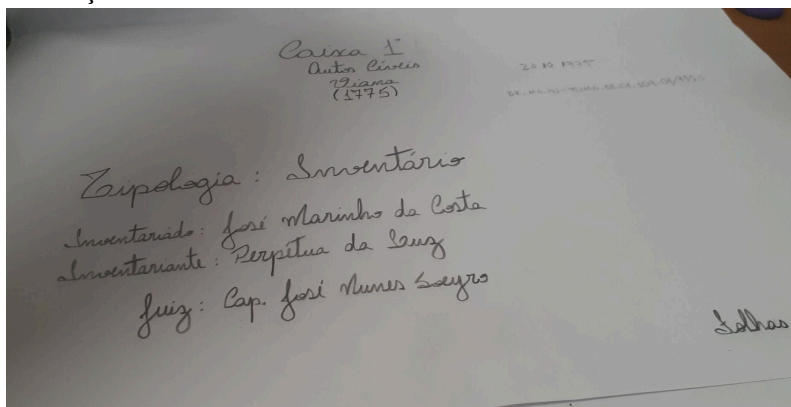 Caixa 1
Autos Cíveis
Viana
(1775)
Tipologia: Inventário
Inventariado: José Marinho da Costa
Inventariante: Perpétua da Luz
Juiz: Cap. José Nunes Soeyro
Folhas